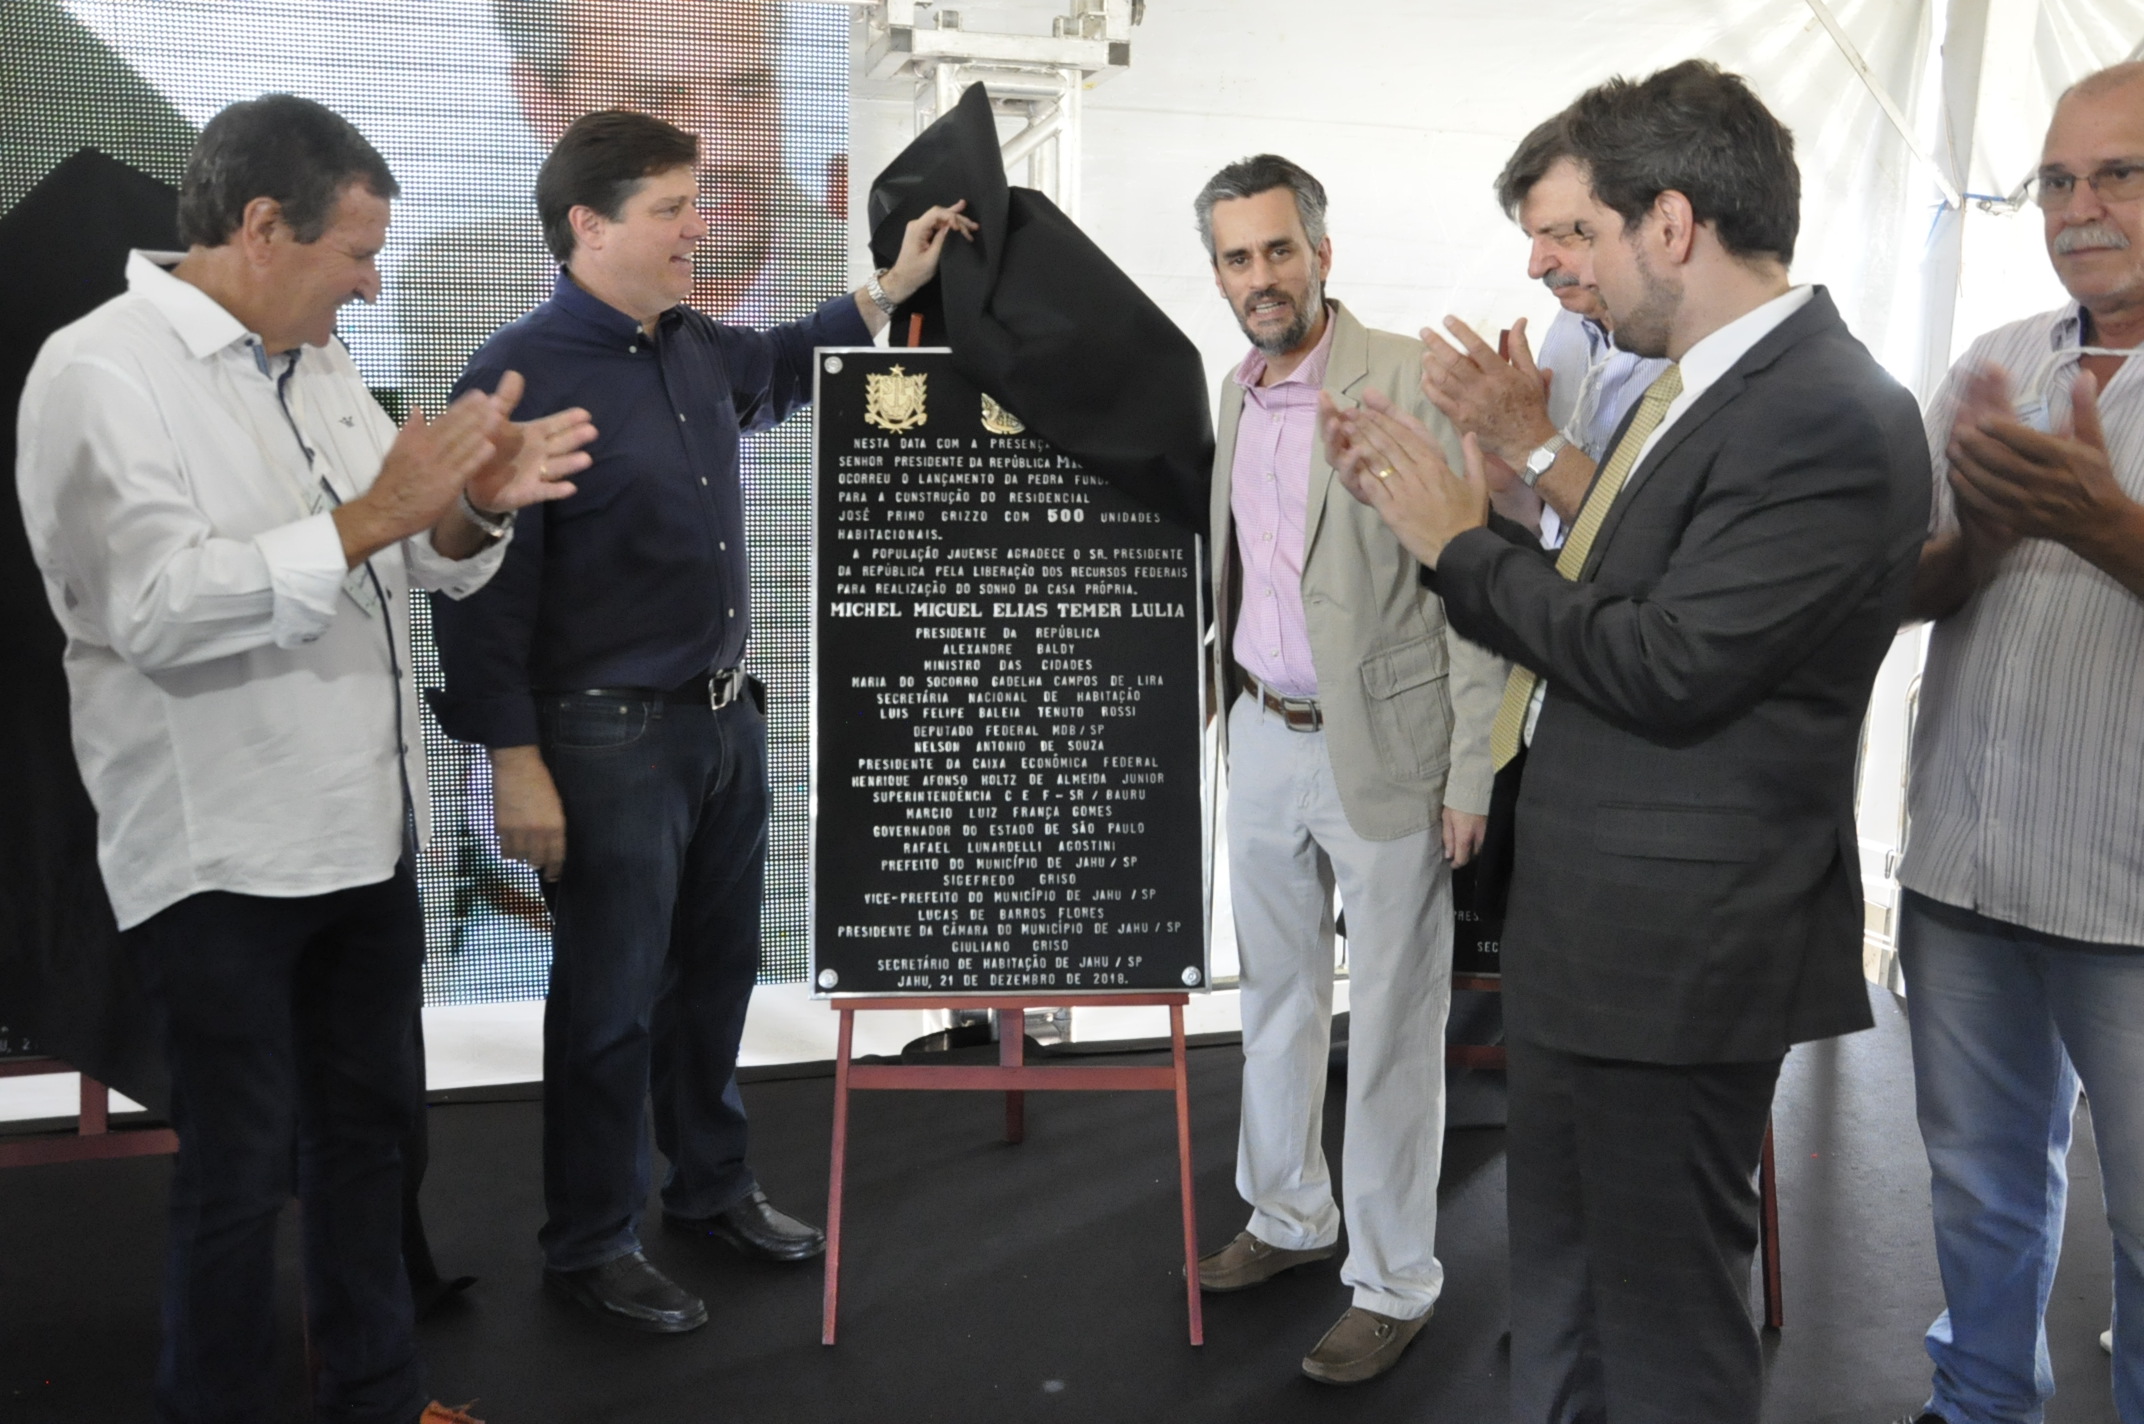 NESTA DATA COM A
SENHOR PRESIDENTE DA REPÚBLICA
OCORREU O LANÇAMENTO DA PEDRA
PARA A CONSTRUÇÃO DO RESIDENCIAL
JOSÉ PRIMO GRIZZO COM 500 UNIDADES
HABITACIONAIS.
A POPULAÇÃO JAUENSE AGRADECE O SR. PRESIDENTE
DA REPÚBLICA PELA LIBERAÇÃO DOS RECURSOS FEDERAIS
PARA REALIZAÇÃO DO SONHO DA CASA PRÓPRIA.
MICHEL MIGUEL ELIAS TEMER LULIA
PRESIDENTE DA REPÚBLICA
ALEXANDRE BALDY
MINISTRO DAS CIDADES
MARIA DO SOCORRO GADELHA CAMPOS DE LIRA
SECRETÁRIA NACIONAL DE HABITAÇÃO
LUIS FELIPE BALEIA TENUTO ROSSI
DEPUTADO FEDERAL MDB / SP
NELSON ANTONIO DE SOUZA
PRESIDENTE DA CAIXA ECONÔMICA FEDERAL
HENRIQUE AFONSO HOLTZ DE ALMEIDA JUNIOR
SUPERINTENDÊNCIA C E F - SR / BAURU
MARCIO LUIZ FRANÇA GOMES
GOVERNADOR DO ESTADO DE SÃO PAULO
RAFAEL LUNARDELLI AGOSTINI
PREFEITO DO MUNICÍPIO DE JAHU / SP
SIGEFREDO GRISO
VICE-PREFEITO DO MUNICÍPIO DE JAHU / SP
LUCAS DE BARROS FLORES
PRESIDENTE DA CÂMARA DO MUNICÍPIO DE JAHU / SP
GIULIANO GRISO
SECRETÁRIO DE HABITAÇÃO DE JAHU / SP
JAHU, 21 DE DEZEMBRO DE 2018.